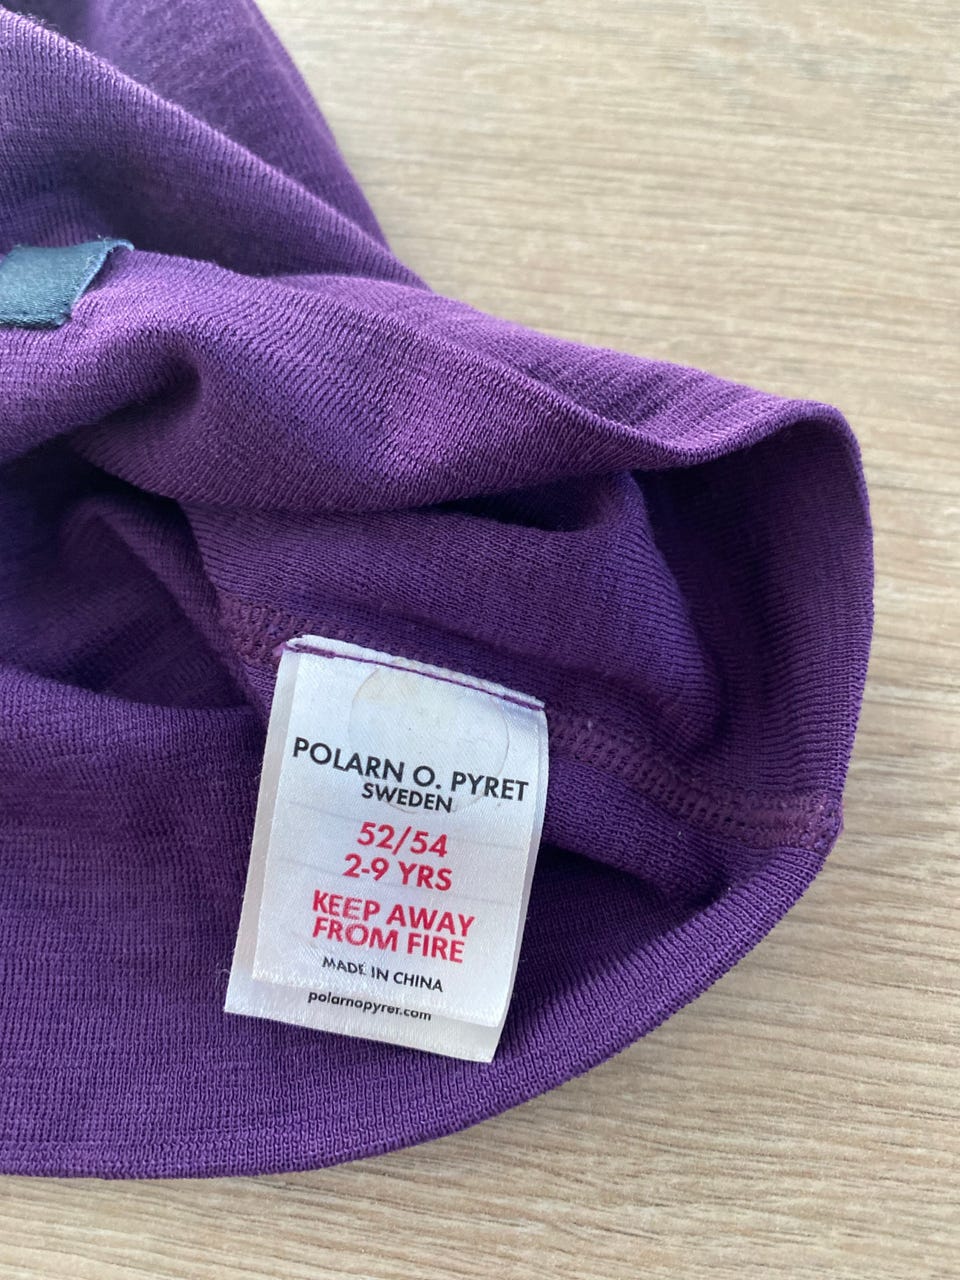 POLARN O. PYRET
SWEDEN
52/54
2-9 YRS
KEEP AWAY
FROM FIRE
MADE IN CHINA
polarnopyret.com